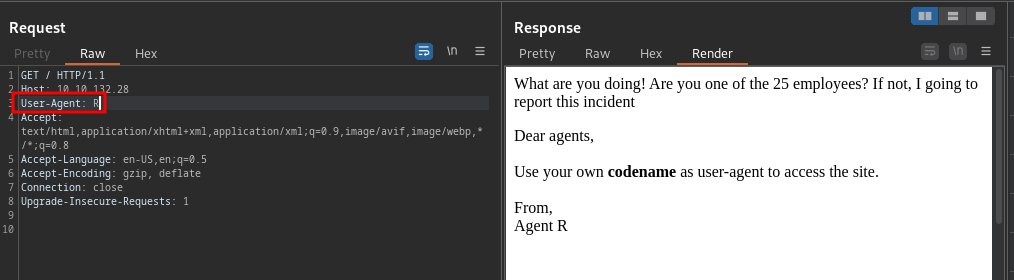 Request
Pretty Raw Hex
\n
1 GET / HTTP/1.1
2 Host: 10.10.132.28
3 User-Agent: R
4 Accept:
text/html,application/xhtml+xml,application/xml;q=0.9,image/avif,image/webp,*
/*;q=0.8
5 Accept-Language: en-US,en;q=0.5
6 Accept-Encoding: gzip, deflate
7 Connection: close
8 Upgrade-Insecure-Requests: 1
9
10
Response
Pretty Raw Hex Render
\n
What are you doing! Are you one of the 25 employees? If not, I going to
report this incident
Dear agents,
Use your own codename as user-agent to access the site.
From,
Agent R